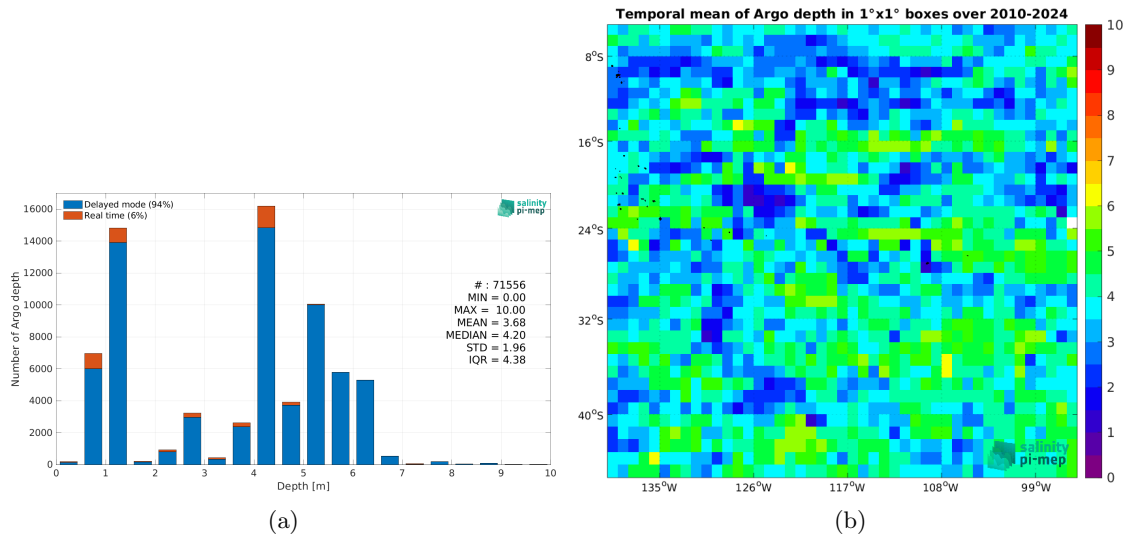 Delayed mode (94%)
Real time (6%)
salinity
pi-mep
16000
14000
12000
10000
8000
6000
4000
2000
0
Number of Argo depth
# : 71556
MIN = 0.00
MAX = 10.00
MEAN = 3.68
MEDIAN = 4.20
STD = 1.96
IQR = 4.38
0 1 2 3 4 5 6 7 8 9 10
Depth [m]
(a)
Temporal mean of Argo depth in 1°x1° boxes over 2010-2024
8°S
16°S
24°S
32°S
40°S
135°W 126°W 117°W 108°W 99°W
salinity
pi-mep
10
9
8
7
6
5
4
3
2
1
0
(b)